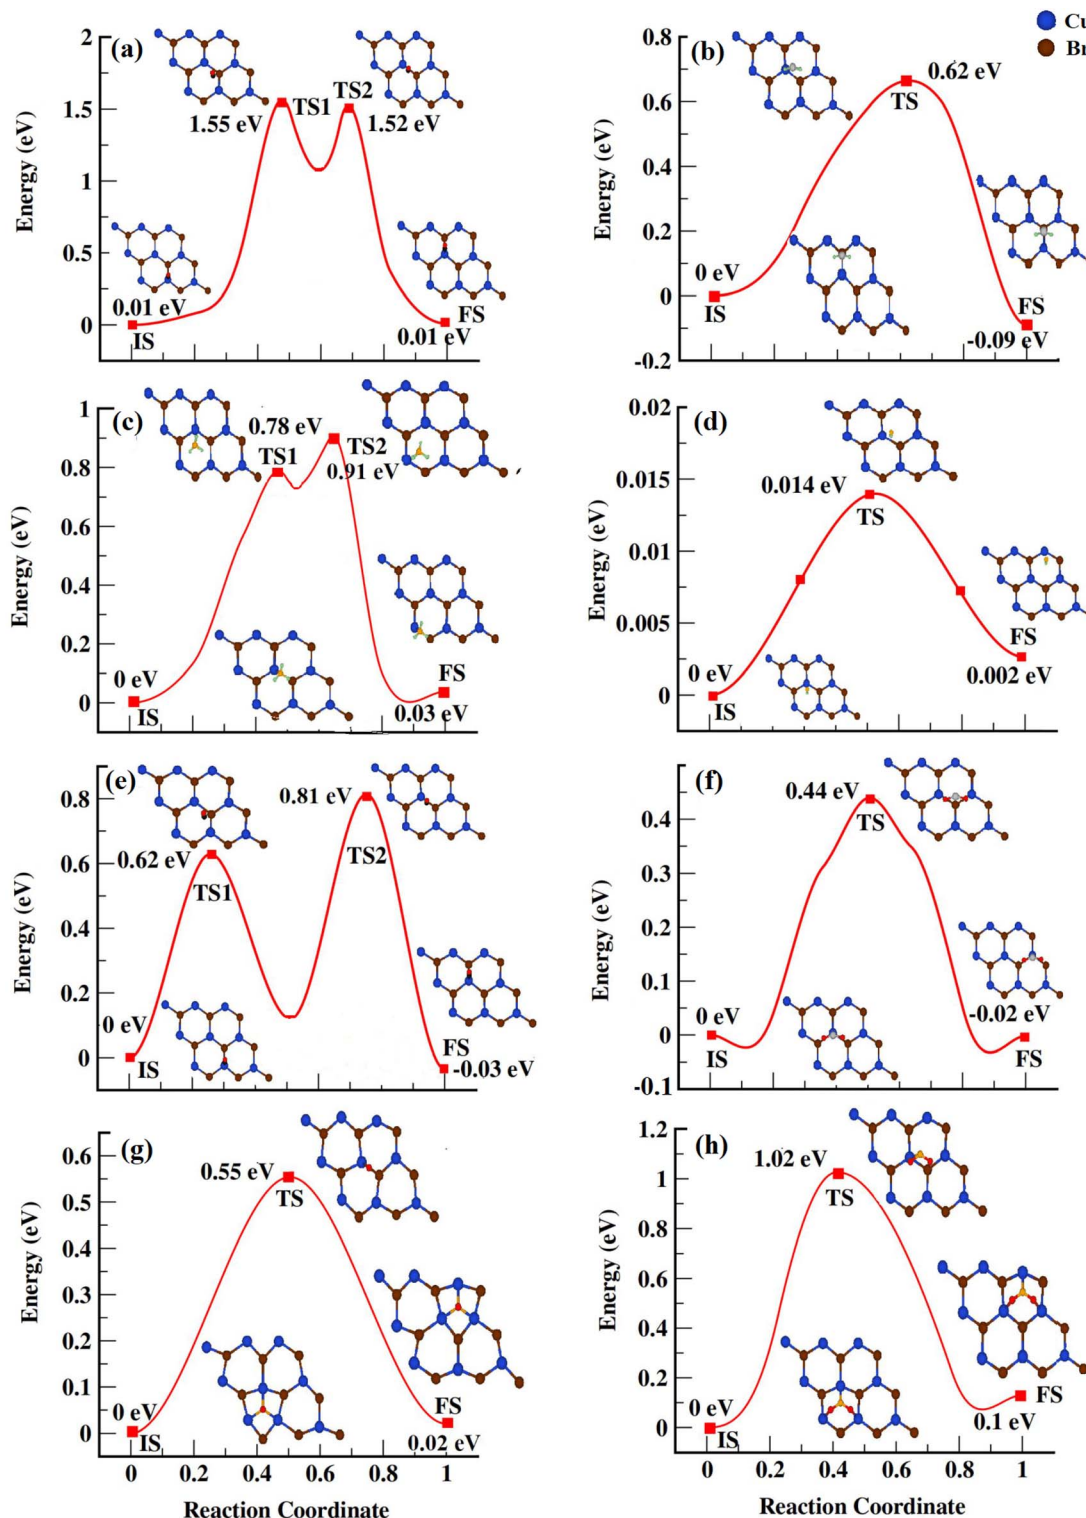 Cu
Br
(a)
2
1.5
1
0.5
0
Energy (eV)
TS1
1.55 eV
TS2
1.52 eV
0.01 eV
IS
FS
0.01 eV
(b)
0.8
0.6
0.4
0.2
0
-0.2
Energy (eV)
0.62 eV
TS
0 eV
IS
FS
-0.09 eV
(c)
1
0.8
0.6
0.4
0.2
0
Energy (eV)
0.78 eV
TS1
TS2
0.91 eV
0 eV
IS
FS
0.03 eV
(d)
0.02
0.015
0.01
0.005
0
Energy (eV)
0.014 eV
TS
0 eV
IS
FS
0.002 eV
(e)
0.8
0.6
0.4
0.2
0
Energy (eV)
0.62 eV
TS1
0.81 eV
TS2
0 eV
IS
FS
-0.03 eV
(f)
0.4
0.3
0.2
0.1
0
-0.1
Energy (eV)
0.44 eV
TS
0 eV
IS
-0.02 eV
FS
(g)
0.6
0.5
0.4
0.3
0.2
0.1
0
Energy (eV)
0.55 eV
TS
0 eV
IS
FS
0.02 eV
0 0.2 0.4 0.6 0.8 1
Reaction Coordinate
(h)
1.2
1
0.8
0.6
0.4
0.2
0
Energy (eV)
1.02 eV
TS
0 eV
IS
FS
0.1 eV
0 0.2 0.4 0.6 0.8 1
Reaction Coordinate